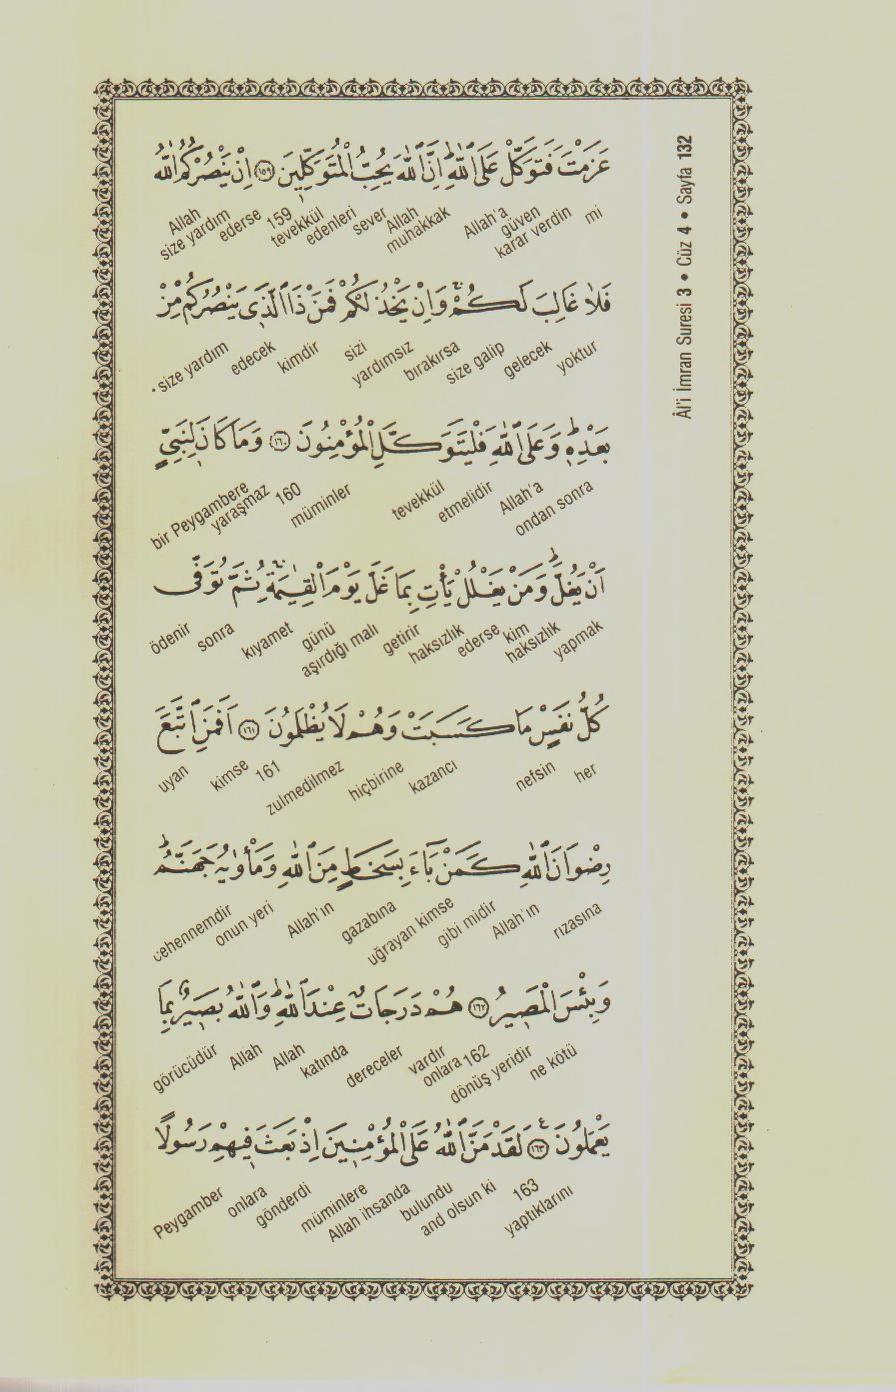 Âl'i İmran Suresi 3 • Cüz 4 • Sayfa 132
عَزَمْتَ فَتَوَكَّلْ عَلَى اللّٰهِۜ اِنَّ اللّٰهَ يُحِبُّ الْمُتَوَكِّلٖينَ ﴿١٥٩﴾ اِنْ يَنْصُرْكُمُ اللّٰهُ
mi karar verdin güven Allah'a muhakkak Allah sever edenleri tevekkül 159 ederse size yardım Allah
فَلَا غَالِبَ لَكُمْۚ وَاِنْ يَخْذُلْكُمْ فَمَنْ ذَا الَّذٖى يَنْصُرُكُمْ مِنْ
yoktur gelecek size galip bırakırsa yardımsız sizi kimdir edecek size yardım
بَعْدِهٖۜ وَعَلَى اللّٰهِ فَلْيَتَوَكَّلِ الْمُؤْمِنُونَ ﴿١٦٠﴾ وَمَا كَانَ لِنَبِىٍّ
ondan sonra Allah'a etmelidir tevekkül müminler 160 yaraşmaz bir Peygambere
اَنْ يَغُلَّۜ وَمَنْ يَغْلُلْ يَأْتِ بِمَا غَلَّ يَوْمَ الْقِيٰمَةِۚ ثُمَّ تُوَفّٰى
yapmak haksızlık kim ederse haksızlık getirir aşırdığı malı günü kıyamet sonra ödenir
كُلُّ نَفْسٍ مَا كَسَبَتْ وَهُمْ لَا يُظْلَمُونَ ﴿١٦١﴾ اَفَمَنِ اتَّبَعَ
her nefsin kazancı hiçbirine zulmedilmez 161 kimse uyan
رِضْوَانَ اللّٰهِ كَمَنْ بَٓاءَ بِسَخَطٍ مِنَ اللّٰهِ وَمَأْوٰيهُ جَهَنَّمُۜ
rızasına Allah'ın gibi midir uğrayan kimse gazabına Allah'ın onun yeri cehennemdir
وَبِئْسَ الْمَصٖيرُ ﴿١٦٢﴾ هُمْ دَرَجَاتٌ عِنْدَ اللّٰهِۜ وَاللّٰهُ بَصٖيرٌ بِمَا
ne kötü dönüş yeridir onlara 162 vardır dereceler katında Allah Allah görücüdür
يَعْمَلُونَ ﴿١٦٣﴾ لَقَدْ مَنَّ اللّٰهُ عَلَى الْمُؤْمِنٖينَ اِذْ بَعَثَ فٖيهِمْ رَسُولًا
yaptıklarını 163 and olsun ki bulundu Allah ihsanda müminlere gönderdi onlara Peygamber